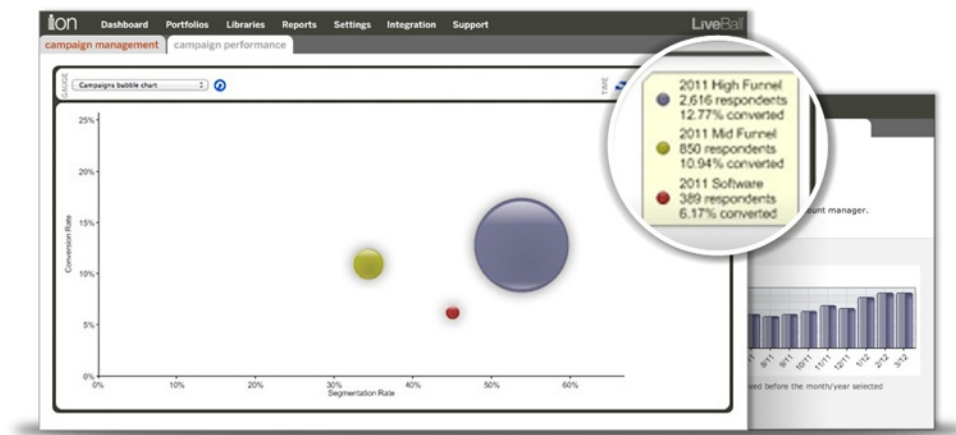 ion Dashboard Portfolios Libraries Reports Settings Integration Support LiveBall
campaign management campaign performance
GAUGE Campaigns bubble chart TIME
2011 High Funnel
2,616 respondents
12.77% converted
2011 Mid Funnel
850 respondents
10.94% converted
2011 Software
389 respondents
6.17% converted
25%
20%
15%
10%
5%
0%
Conversion Rate
0% 10% 20% 30% 40% 50% 60%
Segmentation Rate
ount manager.
8/11 9/11 10/11 11/11 12/11 1/12 2/12 3/12
ved before the month/year selected